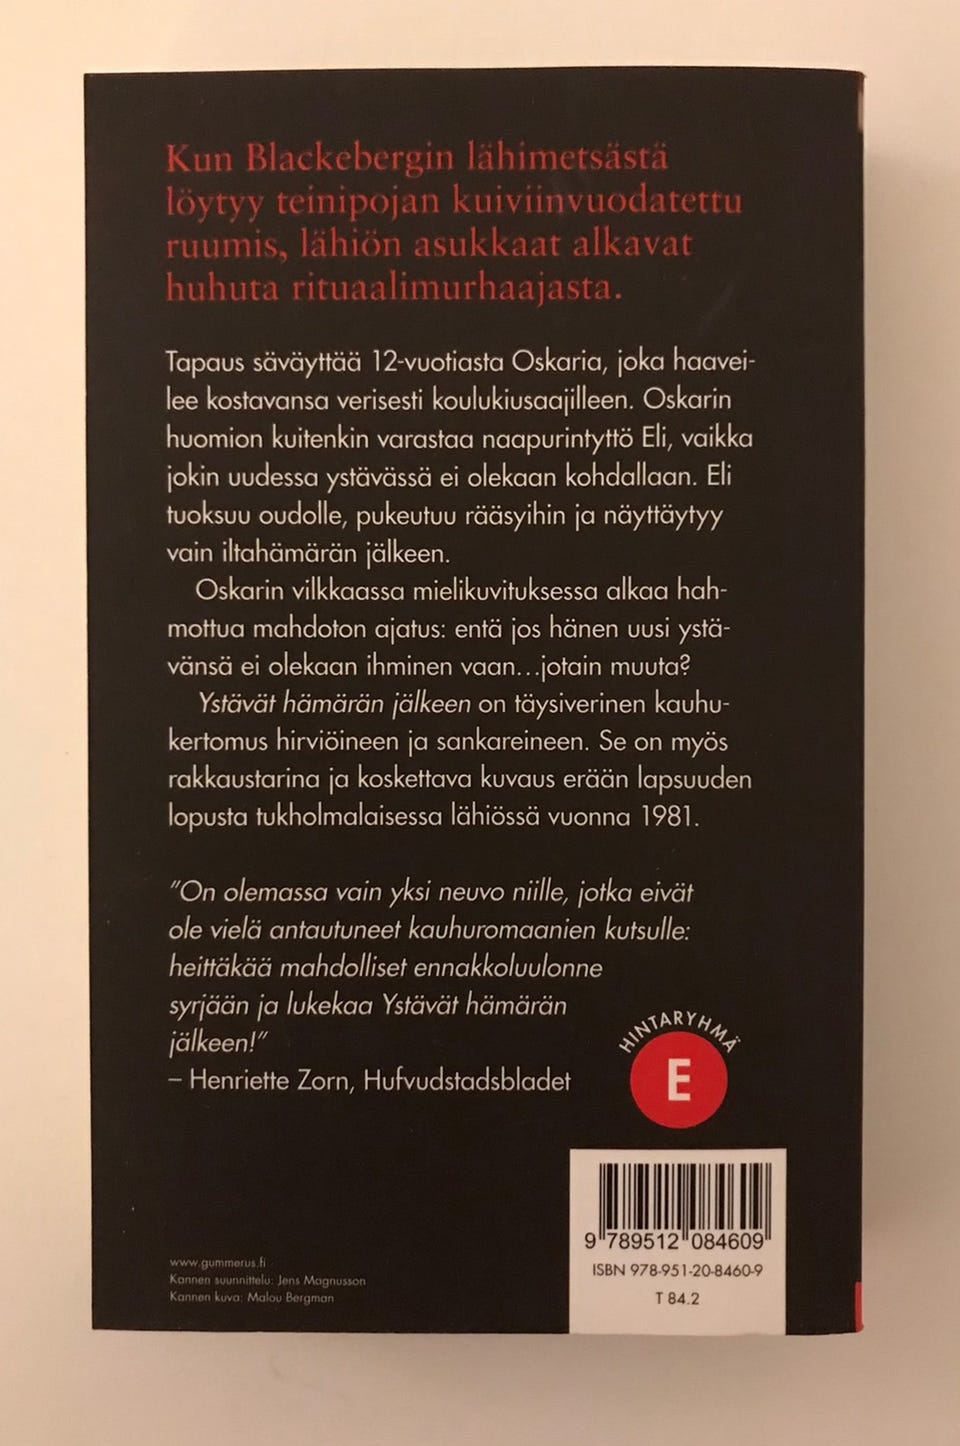 Kun Blackebergin lähimetsästä
löytyy teinipojan kuiviinvuodatettu
ruumis, lähiön asukkaat alkavat
huhuta rituaalimurhaajasta.
Tapaus säväyttää 12-vuotiasta Oskaria, joka haavei-
lee kostavansa verisesti koulukiusaajilleen. Oskarin
huomion kuitenkin varastaa naapurintyttö Eli, vaikka
jokin uudessa ystävässä ei olekaan kohdallaan. Eli
tuoksuu oudolle, pukeutuu rääsyihin ja näyttäytyy
vain iltahämärän jälkeen.
Oskarin vilkkaassa mielikuvituksessa alkaa hah-
mottua mahdoton ajatus: entä jos hänen uusi ystä-
vänsä ei olekaan ihminen vaan...jotain muuta?
Ystävät hämärän jälkeen on täysiverinen kauhu-
kertomus hirviöineen ja sankareineen. Se on myös
rakkaustarina ja koskettava kuvaus erään lapsuuden
lopusta tukholmalaisessa lähiössä vuonna 1981.
"On olemassa vain yksi neuvo niille, jotka eivät
ole vielä antautuneet kauhuromaanien kutsulle:
heittäkää mahdolliset ennakkoluulonne
syrjään ja lukekaa Ystävät hämärän
jälkeen!"
– Henriette Zorn, Hufvudstadsbladet
HINTARYHMÄ
E
9 789512 084609
ISBN 978-951-20-8460-9
T 84.2
www.gummerus.fi
Kannen suunnittelu: Jens Magnusson
Kannen kuva: Malou Bergman